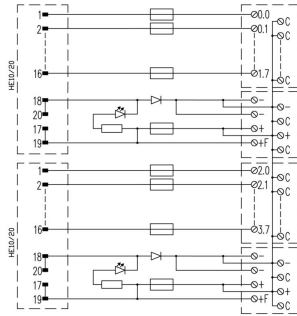 1 0.0
C
2 0.1
C
16 1.7
C
HE10/20
18 -
-
20 -
C
17 +
+
19 +F
C
1 2.0
C
2 2.1
C
16 3.7
C
HE10/20
18 -
-
20 -
C
17 +
+
19 +F
C